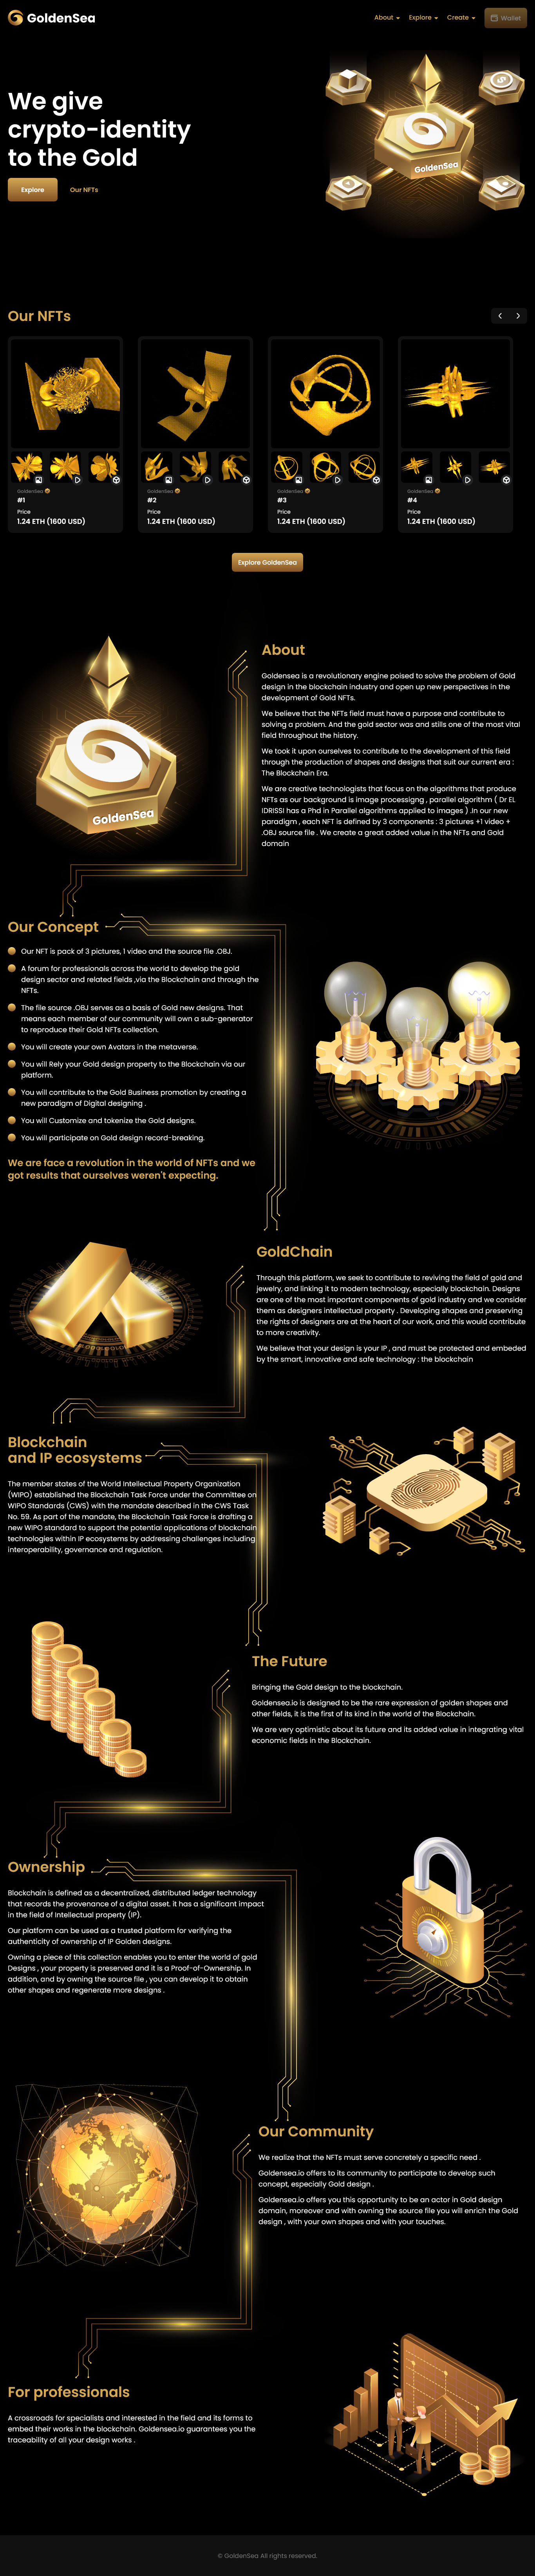 GoldenSea
About
Explore
Create
Wallet
We give
crypto-identity
to the Gold
Explore
Our NFTs
GoldenSea
Our NFTs
GoldenSea
#1
Price
1.24 ETH (1600 USD)
GoldenSea
#2
Price
1.24 ETH (1600 USD)
GoldenSea
#3
Price
1.24 ETH (1600 USD)
GoldenSea
#4
Price
1.24 ETH (1600 USD)
Explore GoldenSea
GoldenSea
About
Goldensea is a revolutionary engine poised to solve the problem of Gold
design in the blockchain industry and open up new perspectives in the
development of Gold NFTs.
We believe that the NFTs field must have a purpose and contribute to
solving a problem. And the gold sector was and stills one of the most vital
field throughout the history.
We took it upon ourselves to contribute to the development of this field
through the production of shapes and designs that suit our current era :
The Blockchain Era.
We are creative technologists that focus on the algorithms that produce
NFTs as our background is image processigng , parallel algorithm ( Dr EL
IDRISSI has a Phd in Parallel algorithms applied to images ) .In our new
paradigm , each NFT is defined by 3 components : 3 pictures +1 video +
.OBJ source file . We create a great added value in the NFTs and Gold
domain
Our Concept
Our NFT is pack of 3 pictures, 1 video and the source file .OBJ.
A forum for professionals across the world to develop the gold
design sector and related fields ,via the Blockchain and through the
NFTs.
The file source .OBJ serves as a basis of Gold new designs. That
means each member of our community will own a sub-generator
to reproduce their Gold NFTs collection.
You will create your own Avatars in the metaverse.
You will Rely your Gold design property to the Blockchain via our
platform.
You will contribute to the Gold Business promotion by creating a
new paradigm of Digital designing .
You will Customize and tokenize the Gold designs.
You will participate on Gold design record-breaking.
We are face a revolution in the world of NFTs and we
got results that ourselves weren't expecting.
GoldChain
Through this platform, we seek to contribute to reviving the field of gold and
jewelry, and linking it to modern technology, especially blockchain. Designs
are one of the most important components of gold industry and we consider
them as designers intellectual poperty . Developing shapes and preserving
the rights of designers are at the heart of our work, and this would contribute
to more creativity.
We believe that your design is your IP , and must be protected and embeded
by the smart, innovative and safe technology : the blockchain
Blockchain
and IP ecosystems
The member states of the World Intellectual Property Organization
(WIPO) established the Blockchain Task Force under the Committee on
WIPO Standards (CWS) with the mandate described in the CWS Task
No. 59. As part of the mandate, the Blockchain Task Force is drafting a
new WIPO standard to support the potential applications of blockchain
technologies within IP ecosystems by addressing challenges including
interoperability, governance and regulation.
The Future
Bringing the Gold design to the blockchain.
Goldensea.io is designed to be the rare expression of golden shapes and
other fields, it is the first of its kind in the world of the Blockchain.
We are very optimistic about its future and its added value in integrating vital
economic fields in the Blockchain.
Ownership
Blockchain is defined as a decentralized, distributed ledger technology
that records the provenance of a digital asset. it has a significant impact
in the field of Intellectual property (IP).
Our platform can be used as a trusted platform for verifying the
authenticity of ownership of IP Golden designs.
Owning a piece of this collection enables you to enter the world of gold
Designs , your property is preserved and it is a Proof-of-Ownership. In
addition, and by owning the source file , you can develop it to obtain
other shapes and regenerate more designs .
Our Community
We realize that the NFTs must serve concretely a specific need .
Goldensea.io offers to its community to participate to develop such
concept, especially Gold design .
Goldensea.io offers you this opportunity to be an actor in Gold design
domain, moreover and with owning the source file you will enrich the Gold
design , with your own shapes and with your touches.
For professionals
A crossroads for specialists and interested in the field and its forms to
embed their works in the blockchain. Goldensea.io guarantees you the
traceability of all your design works .
© GoldenSea All rights reserved.